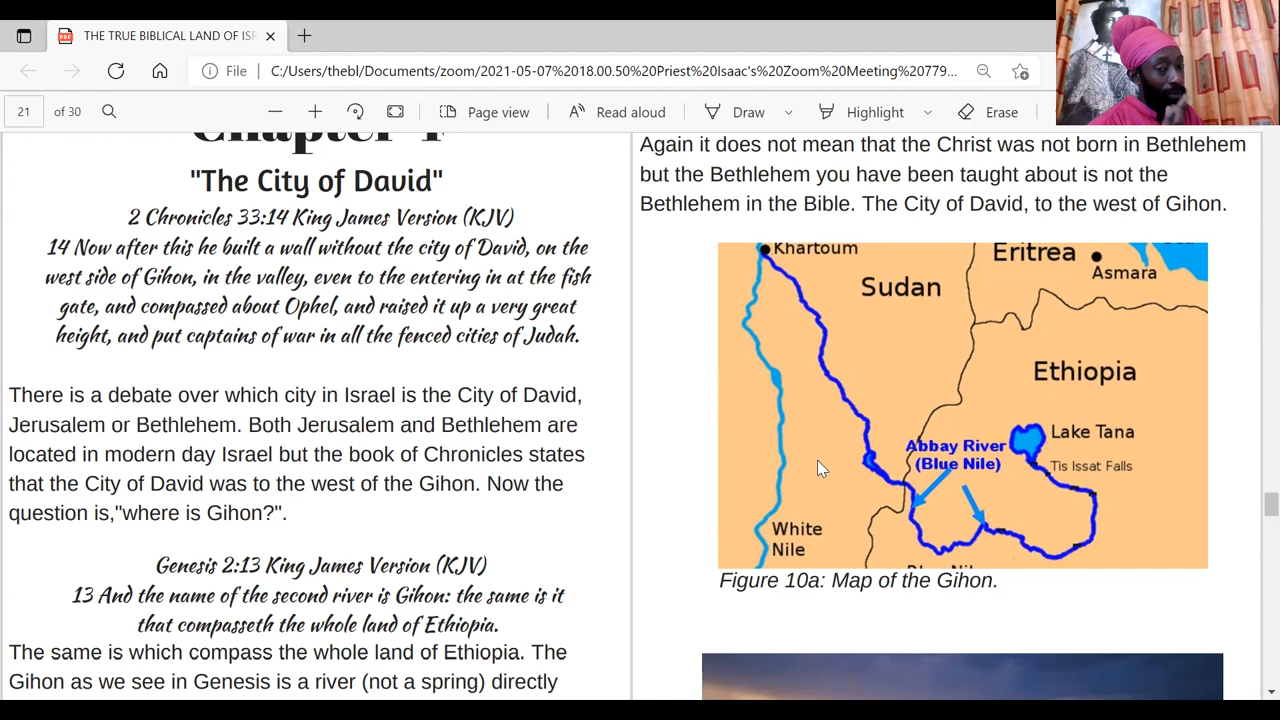 THE TRUE BIBLICAL LAND OF ISR
File
C:/Users/thebl/Documents/zoom/2021-05-07%2018.00.50%20Priest%20Isaac's%20Zoom%20Meeting%20779...
21 of 30
Page view
Read aloud
Draw
Highlight
Erase
Chapter
"The City of David"
2 Chronicles 33:14 King James Version (KJV)
14 Now after this he built a wall without the city of David, on the
west side of Gihon, in the valley, even to the entering in at the fish
gate, and compassed about Ophel, and raised it up a very great
height, and put captains of war in all the fenced cities of Judah.
There is a debate over which city in Israel is the City of David,
Jerusalem or Bethlehem. Both Jerusalem and Bethlehem are
located in modern day Israel but the book of Chronicles states
that the City of David was to the west of the Gihon. Now the
question is,"where is Gihon?".
Genesis 2:13 King James Version (KJV)
13 And the name of the second river is Gihon: the same is it
that compasseth the whole land of Ethiopia.
The same is which compass the whole land of Ethiopia. The
Gihon as we see in Genesis is a river (not a spring) directly
Again it does not mean that the Christ was not born in Bethlehem
but the Bethlehem you have been taught about is not the
Bethlehem in the Bible. The City of David, to the west of Gihon.
Khartoum
Eritrea
Asmara
Sudan
Ethiopia
Lake Tana
Abbay River
(Blue Nile)
Tis Issat Falls
White
Nile
Figure 10a: Map of the Gihon.